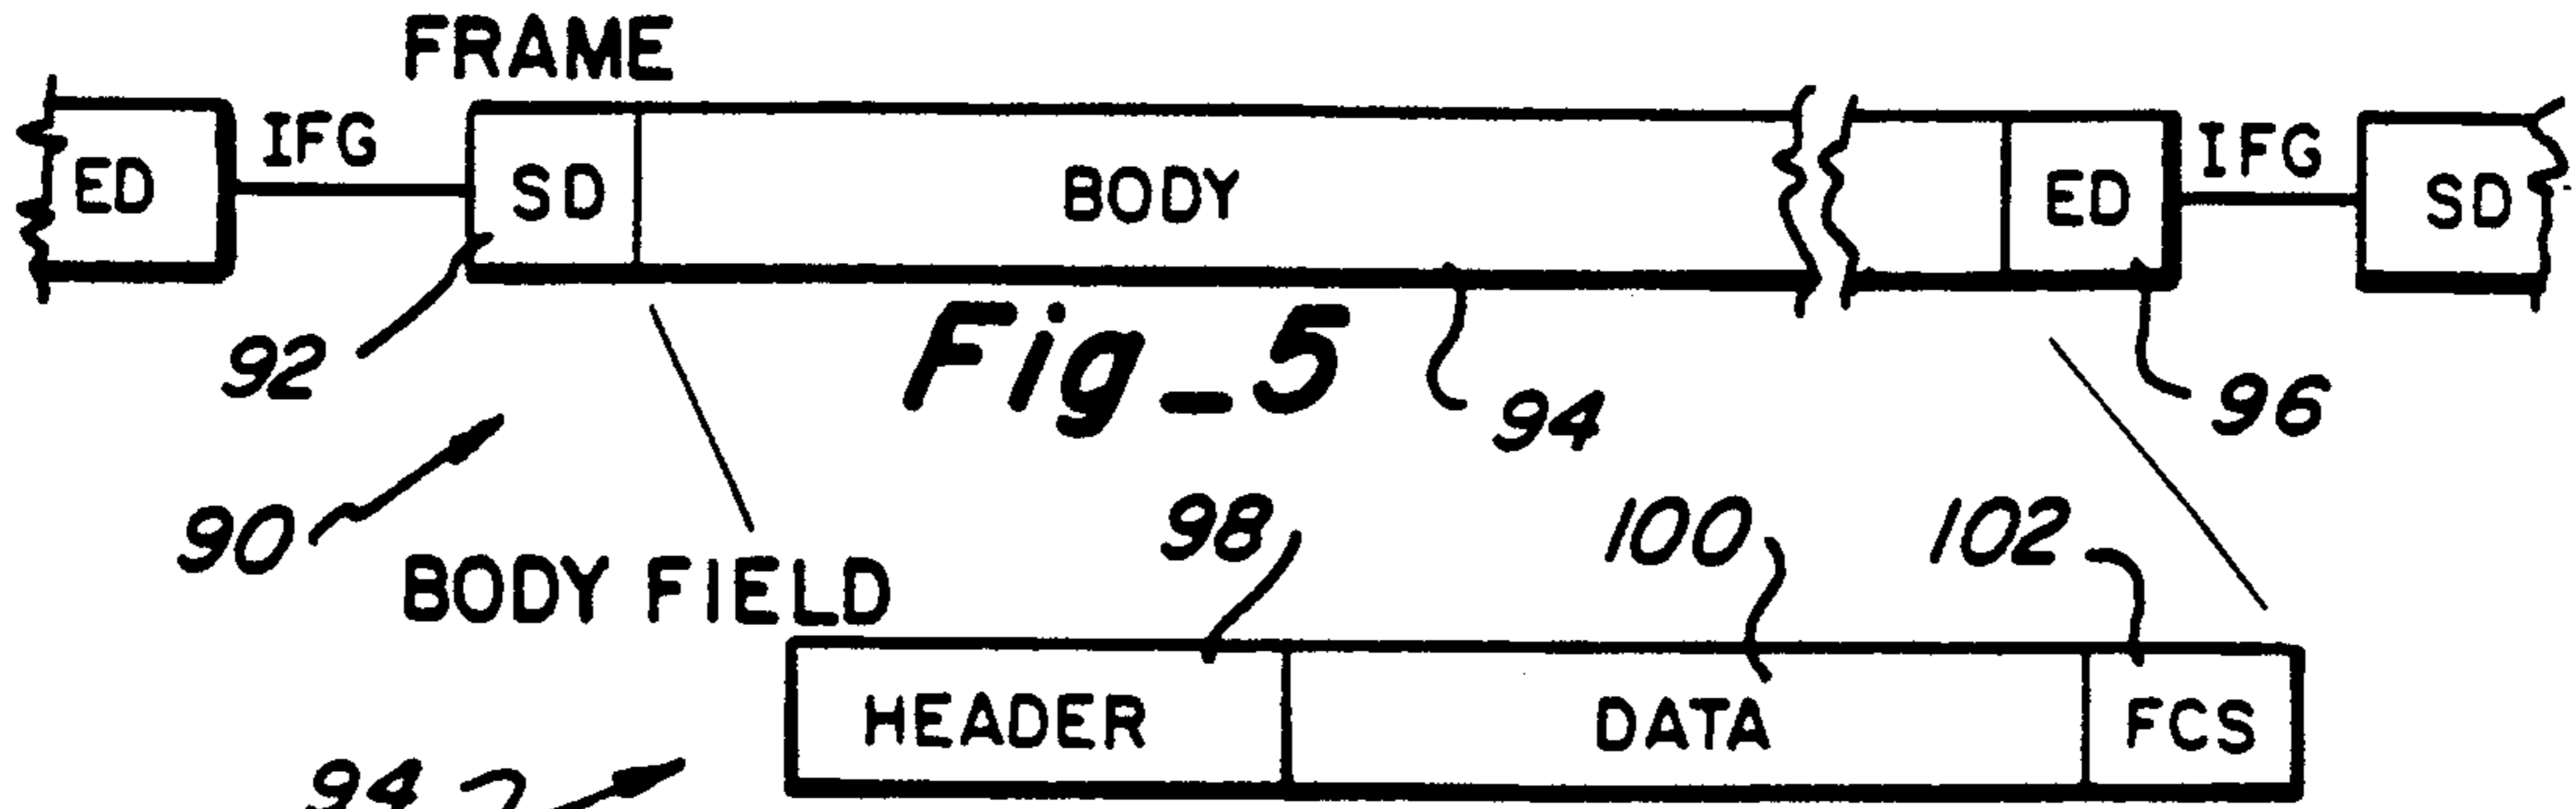 FRAME
ED IFG SD BODY ED IFG SD
92 Fig_5 94 96
90
98 100 102
BODY FIELD
HEADER DATA FCS
94